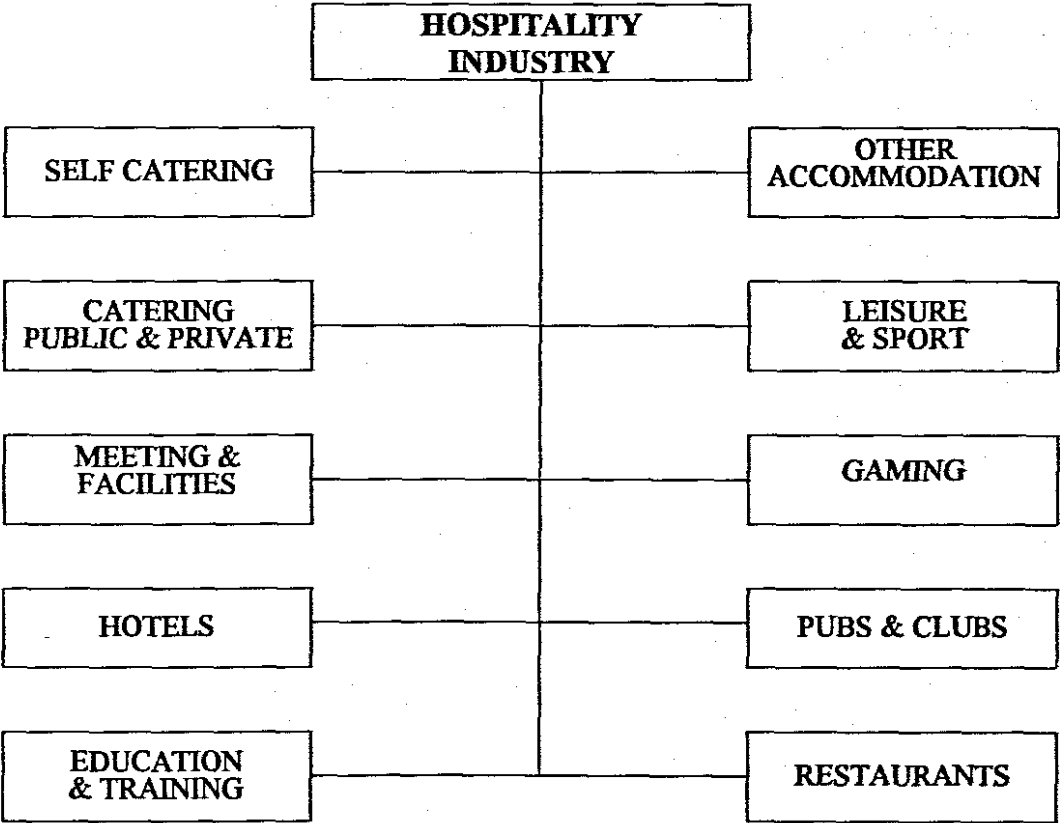 HOSPITALITY
INDUSTRY
SELF CATERING
OTHER
ACCOMMODATION
CATERING
PUBLIC & PRIVATE
LEISURE
& SPORT
MEETING &
FACILITIES
GAMING
HOTELS
PUBS & CLUBS
EDUCATION
& TRAINING
RESTAURANTS